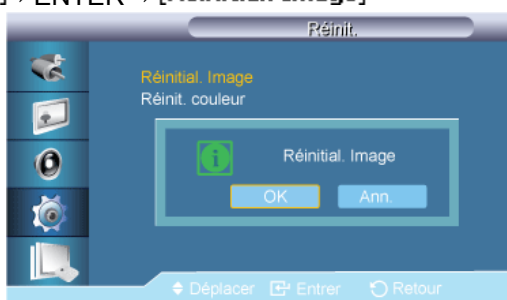 Réinit.
Réinitial. Image
Réinit. couleur
Réinitial. Image
OK Ann.
Déplacer Entrer Retour